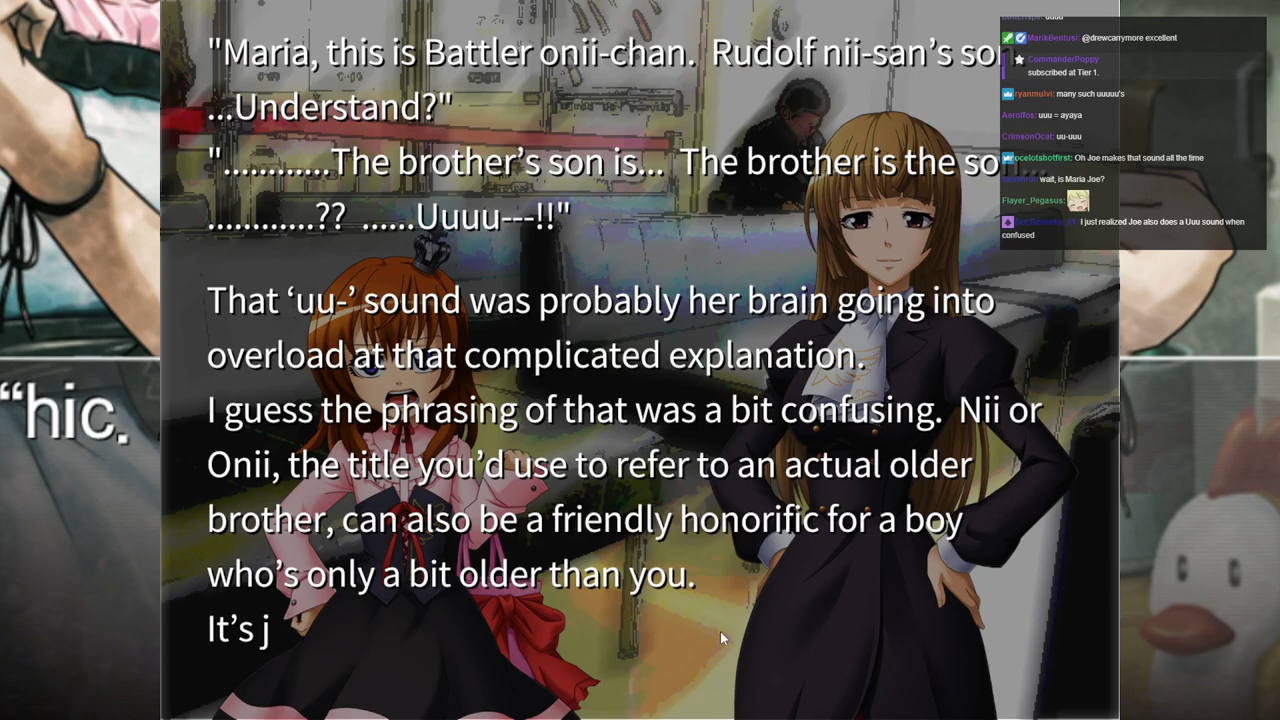 "Maria, this is Battler onii-chan.  Rudolf nii-san’s so
...Understand?"
"............The brother’s son is...  The brother is the so
............??  ......Uuuu---!!"
That ‘uu-’ sound was probably her brain going into
overload at that complicated explanation.
I guess the phrasing of that was a bit confusing.  Nii or
Onii, the title you’d use to refer to an actual older
brother, can also be a friendly honorific for a boy
who’s only a bit older than you.
It’s j
“hic.
MarikBentusi: @drewcarrymore excellent
CommanderPoppy
subscribed at Tier 1.
ryanmulvi: many such uuuu's
Aerolfos: uuu = ayaya
CrimsonOcat: uu-uuu
ocelotshotfirst: Oh Joe makes that sound all the time
wait, is Maria Joe?
Flayer_Pegasus:
I just realized Joe also does a Uuu sound when
confused